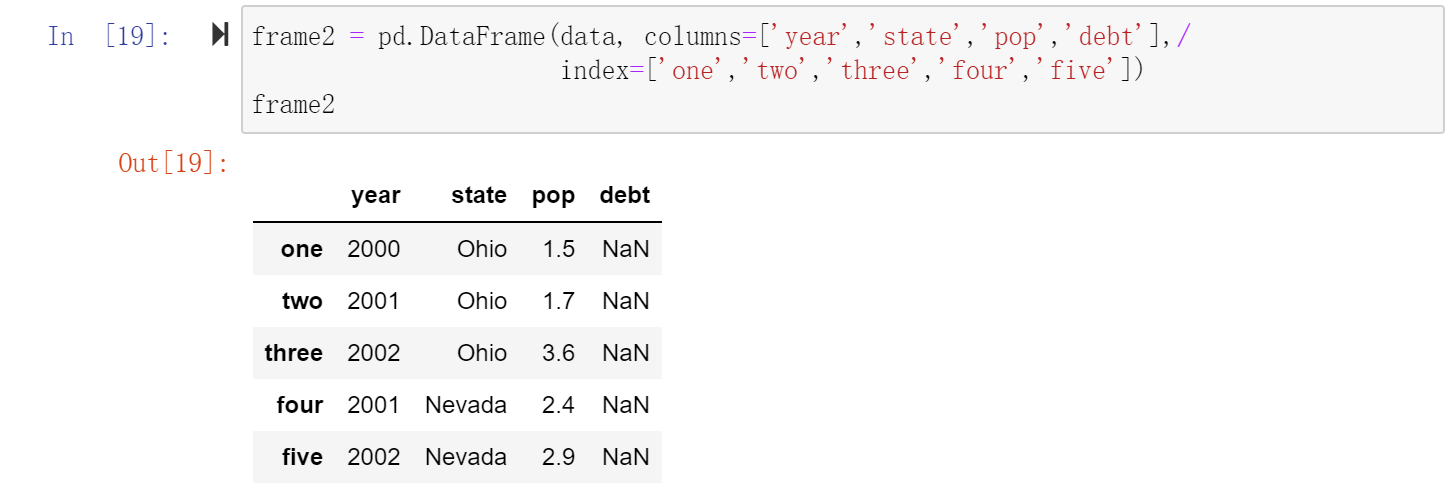 In [19]: frame2 = pd.DataFrame(data, columns=['year','state','pop','debt'],/
index=['one','two','three','four','five'])
frame2
Out[19]:
year state pop debt
one 2000 Ohio 1.5 NaN
two 2001 Ohio 1.7 NaN
three 2002 Ohio 3.6 NaN
four 2001 Nevada 2.4 NaN
five 2002 Nevada 2.9 NaN